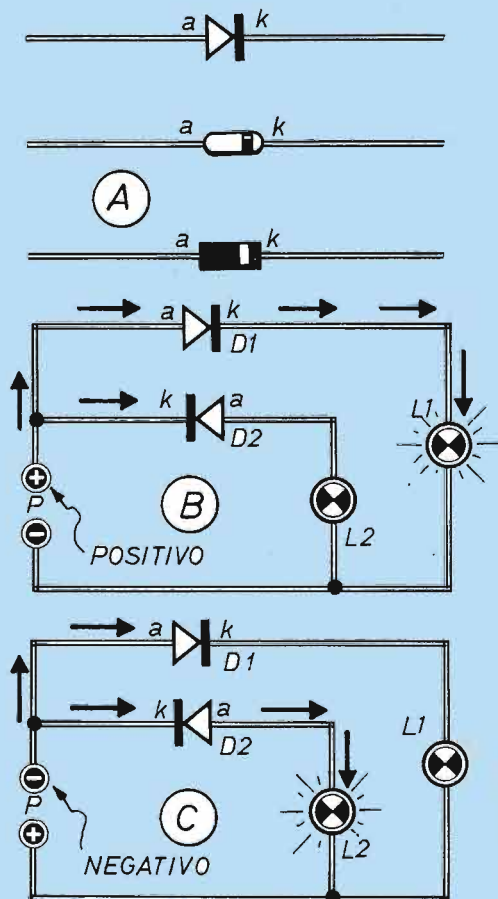 a k
a k
A
a k
a k
D1
k a
D2
L1
+
P
-
B
L2
POSITIVO
a k
D1
k a
D2
L1
-
P
+
C
L2
NEGATIVO